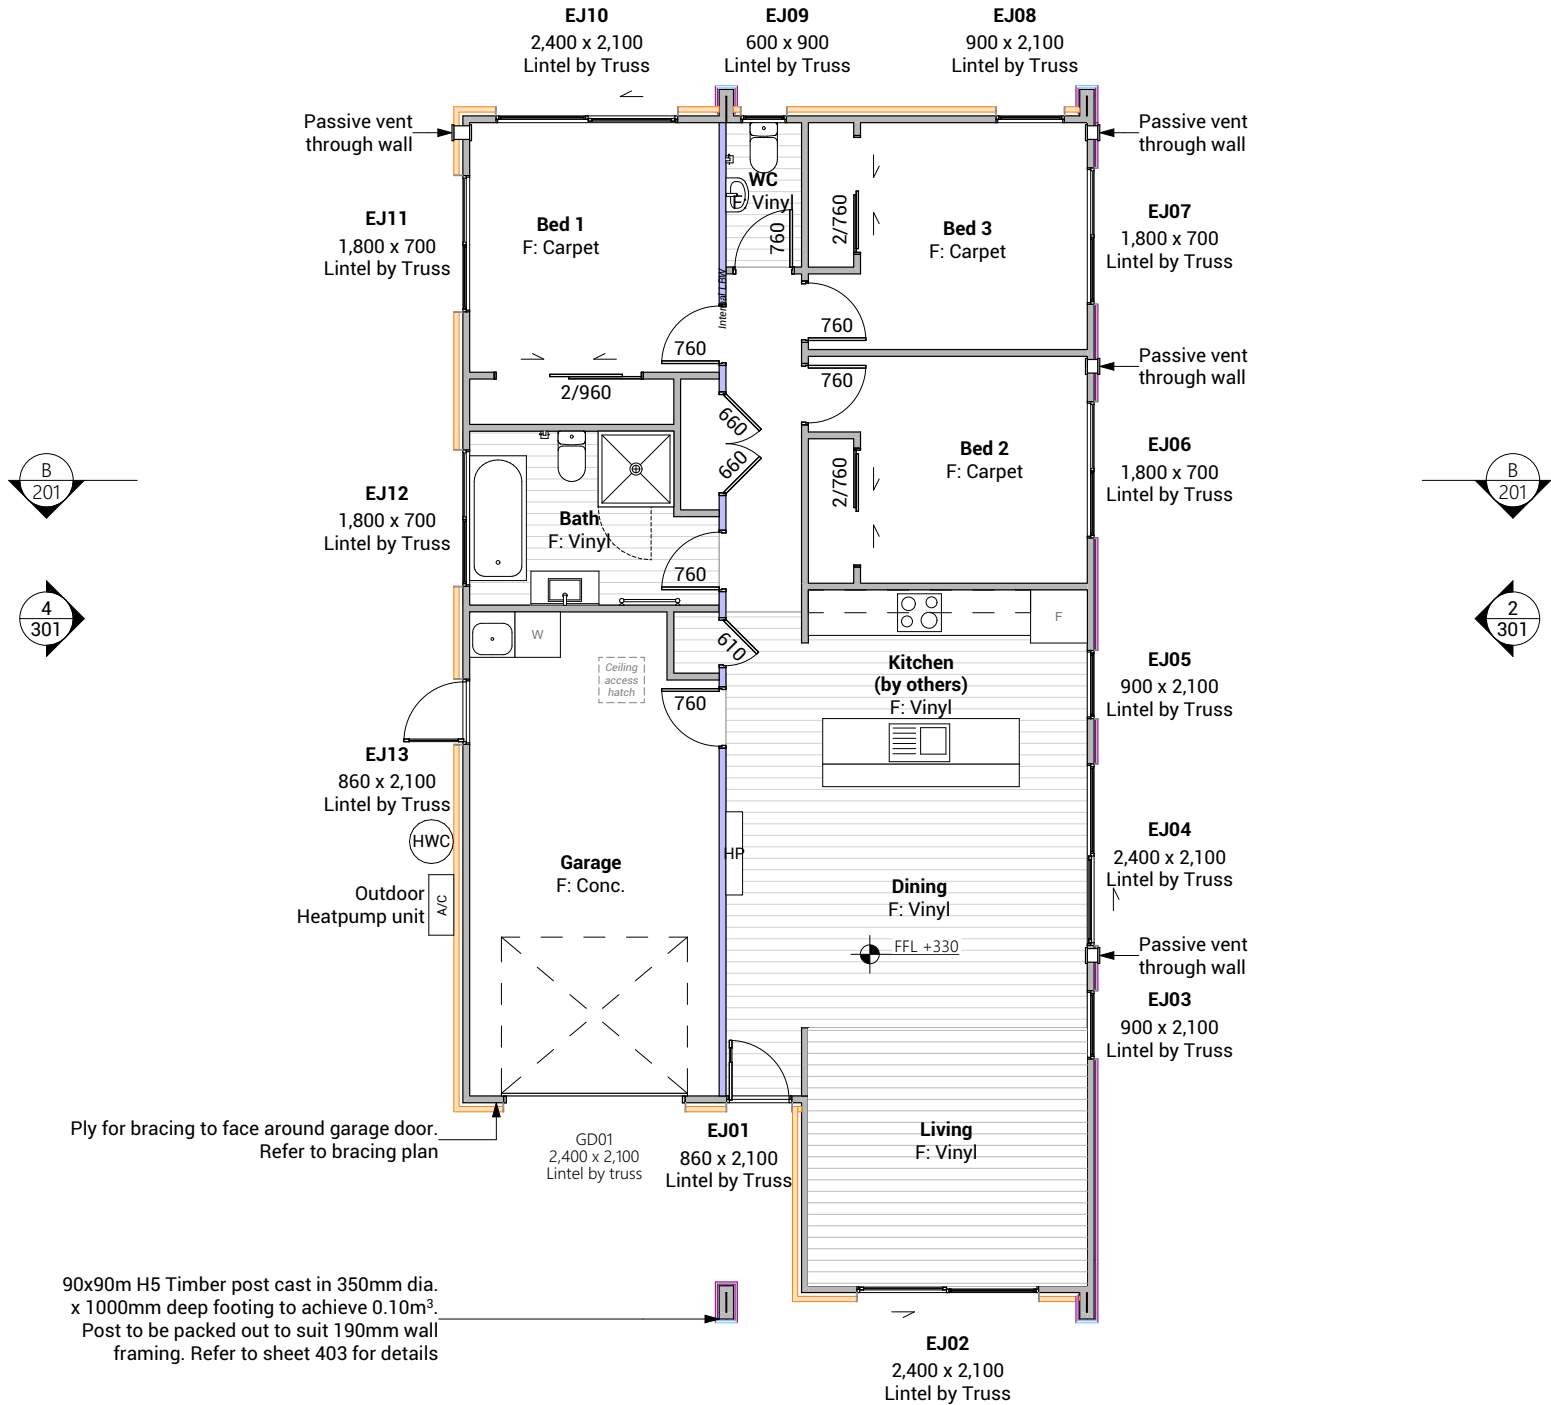 EJ10
2,400 x 2,100
Lintel by Truss
EJ09
600 x 900
Lintel by Truss
EJ08
900 x 2,100
Lintel by Truss
Passive vent
through wall
Passive vent
through wall
WC
F: Vinyl
760
2/760
EJ11
1,800 x 700
Lintel by Truss
Bed 1
F: Carpet
Bed 3
F: Carpet
EJ07
1,800 x 700
Lintel by Truss
Internal LBW
760
760
Passive vent
through wall
760
2/960
660
660
2/760
Bed 2
F: Carpet
EJ06
1,800 x 700
Lintel by Truss
B
201
B
201
EJ12
1,800 x 700
Lintel by Truss
Bath
F: Vinyl
760
4
301
2
301
W
610
F
Ceiling
access
hatch
760
Kitchen
(by others)
F: Vinyl
EJ05
900 x 2,100
Lintel by Truss
EJ13
860 x 2,100
Lintel by Truss
HWC
Outdoor
Heatpump unit
A/C
Garage
F: Conc.
HP
Dining
F: Vinyl
FFL +330
EJ04
2,400 x 2,100
Lintel by Truss
Passive vent
through wall
EJ03
900 x 2,100
Lintel by Truss
Ply for bracing to face around garage door.
Refer to bracing plan
GD01
2,400 x 2,100
Lintel by truss
EJ01
860 x 2,100
Lintel by Truss
Living
F: Vinyl
90x90m H5 Timber post cast in 350mm dia.
x 1000mm deep footing to achieve 0.10m³.
Post to be packed out to suit 190mm wall
framing. Refer to sheet 403 for details
EJ02
2,400 x 2,100
Lintel by Truss